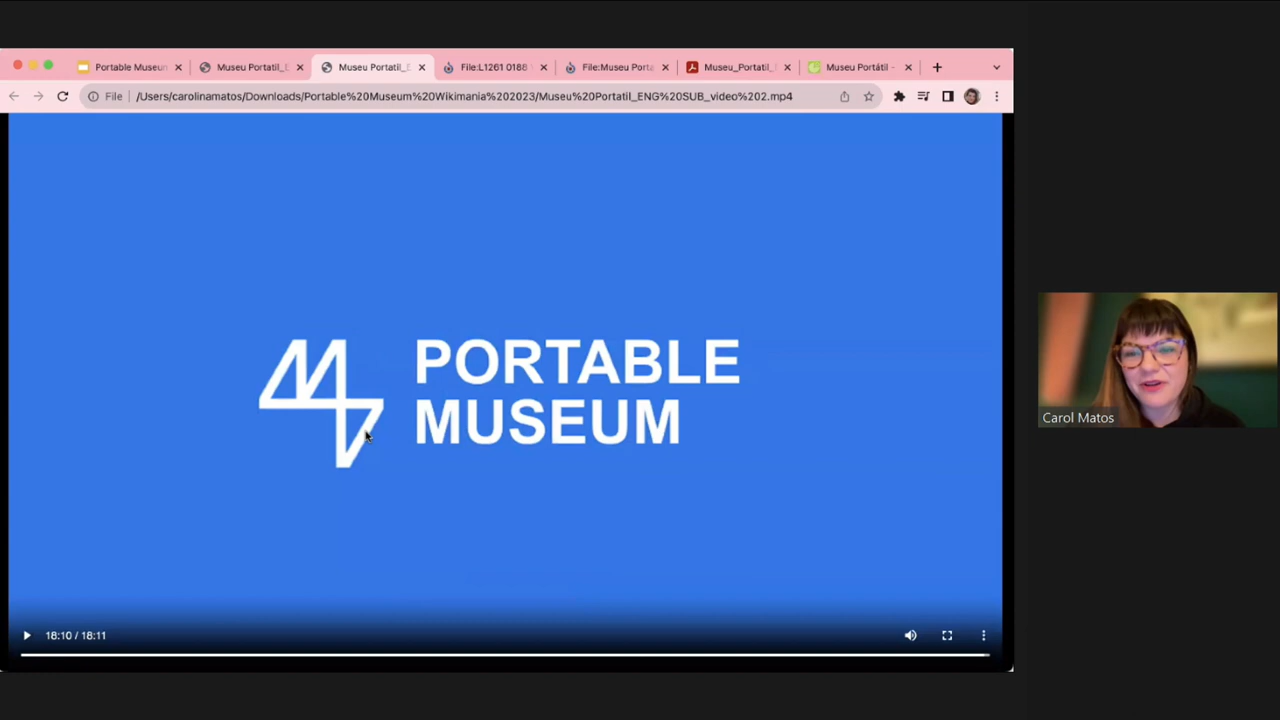 Portable Museum
Museu Portatil_E
Museu Portatil_E
File:L1261 0188
File:Museu Porta
Museu_Portatil_
Museu Portátil -
File
/Users/carolinamatos/Downloads/Portable%20Museum%20Wikimania%202023/Museu%20Portatil_ENG%20SUB_video%202.mp4
PORTABLE
MUSEUM
Carol Matos
18:10 / 18:11